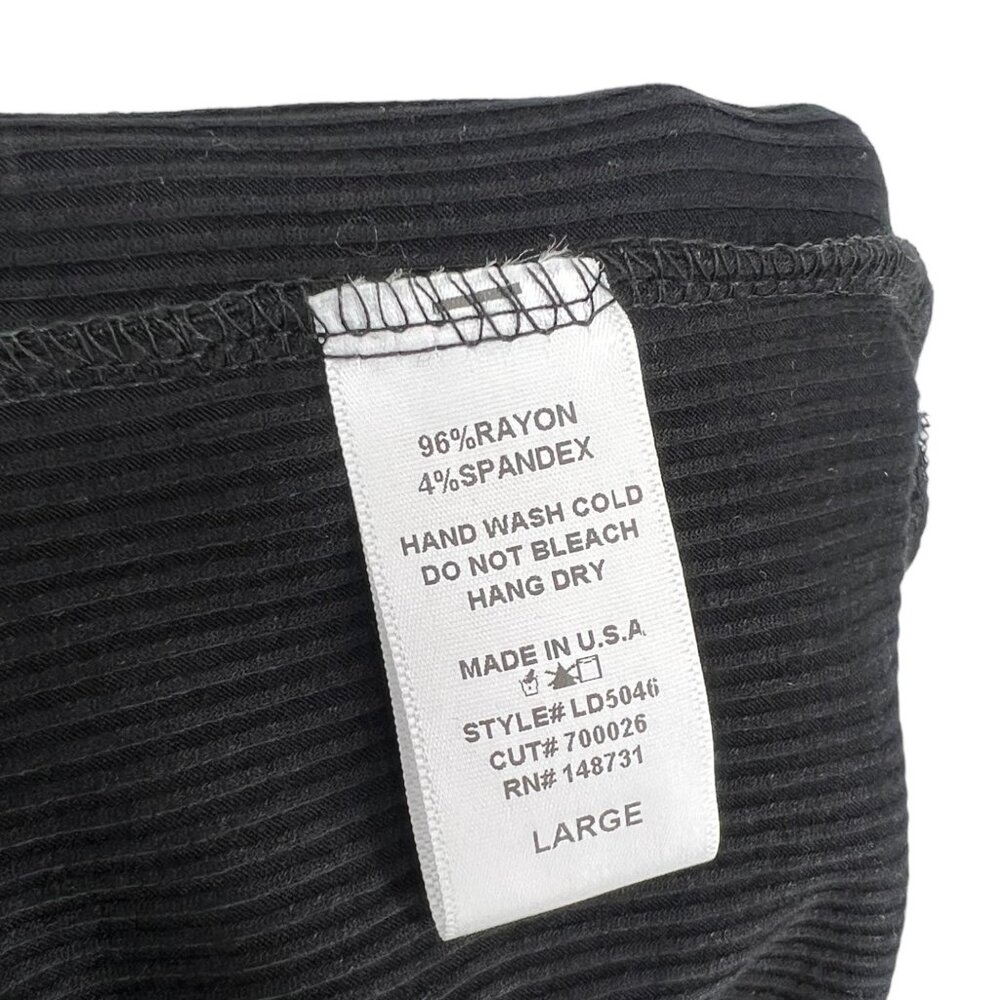 96%RAYON
4%SPANDEX
HAND WASH COLD
DO NOT BLEACH
HANG DRY
MADE IN U.S.A
STYLE# LD5046
CUT# 700026
RN# 148731
LARGE